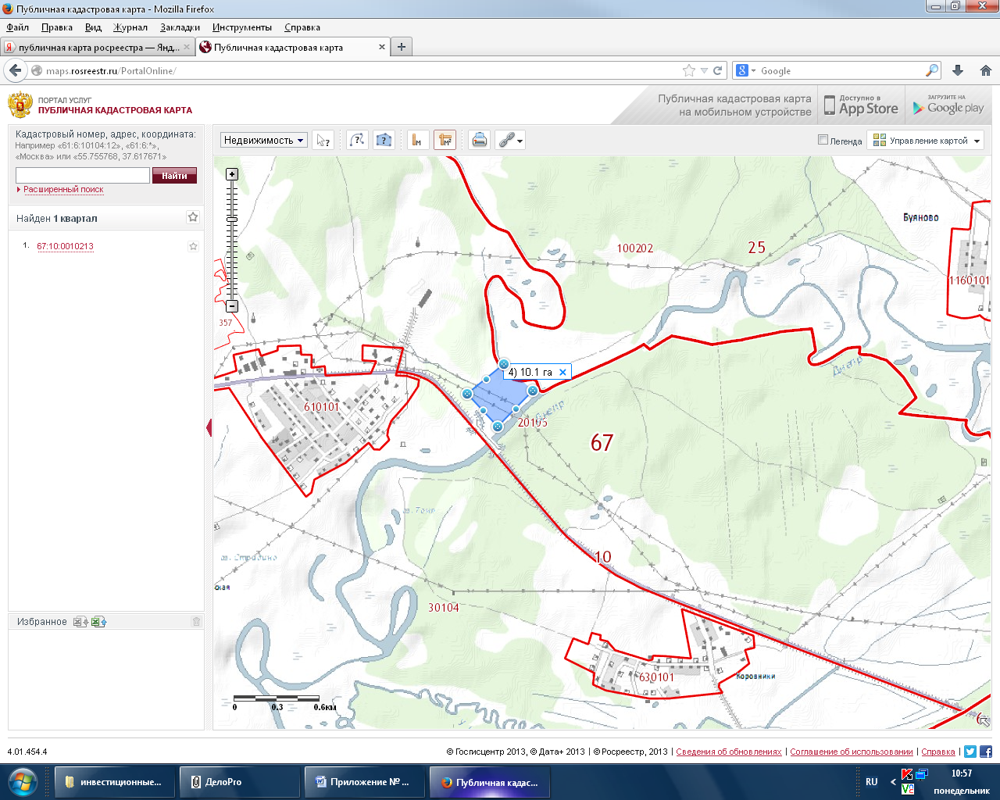 Публичная кадастровая карта - Mozilla Firefox
Файл Правка Вид Журнал Закладки Инструменты Справка
публичная карта росреестра — Янд... Публичная кадастровая карта
maps.rosreestr.ru/PortalOnline/ Google
ПОРТАЛ УСЛУГ
ПУБЛИЧНАЯ КАДАСТРОВАЯ КАРТА
Публичная кадастровая карта
на мобильном устройстве
Доступно в
App Store
ЗАГРУЗИТЕ НА
Google play
Кадастровый номер, адрес, координата:
Например «61:6:10104:12», «61:6:*»,
«Москва» или «55.755768, 37.617671»
Найти
Расширенный поиск
Найден 1 квартал
1. 67:10:0010213
Избранное
Недвижимость
Легенда
Управление картой
Буяново
25
100202
1160101
357
4) 10.1 га
Днепр
610101
Днепр
20105
67
10
30104
630101
Коровники
0 0.3 0.6км
4.01.454.4
© Госгисцентр 2013, © Дата+ 2013 | © Росреестр, 2013 | Сведения об обновлениях | Соглашение об использовании | Справка |
инвестиционные... ДелоPro Приложение № ... Публичная кадас...
RU
10:57
понедельник